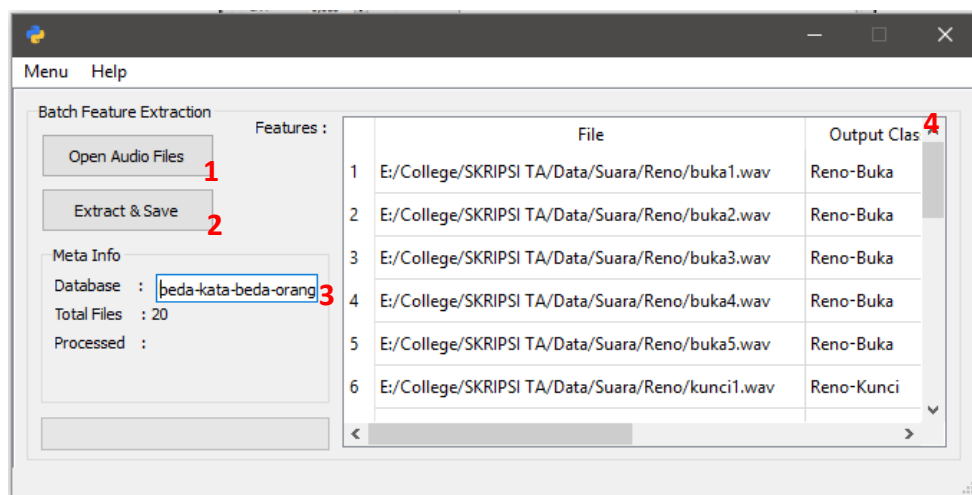 Menu Help
Batch Feature Extraction
Open Audio Files 1
Extract & Save 2
Meta Info
Database : beda-kata-beda-orang 3
Total Files : 20
Processed :
Features :
File Output Clas 4
1 E:/College/SKRIPSI TA/Data/Suara/Reno/buka1.wav Reno-Buka
2 E:/College/SKRIPSI TA/Data/Suara/Reno/buka2.wav Reno-Buka
3 E:/College/SKRIPSI TA/Data/Suara/Reno/buka3.wav Reno-Buka
4 E:/College/SKRIPSI TA/Data/Suara/Reno/buka4.wav Reno-Buka
5 E:/College/SKRIPSI TA/Data/Suara/Reno/buka5.wav Reno-Buka
6 E:/College/SKRIPSI TA/Data/Suara/Reno/kunci1.wav Reno-Kunci